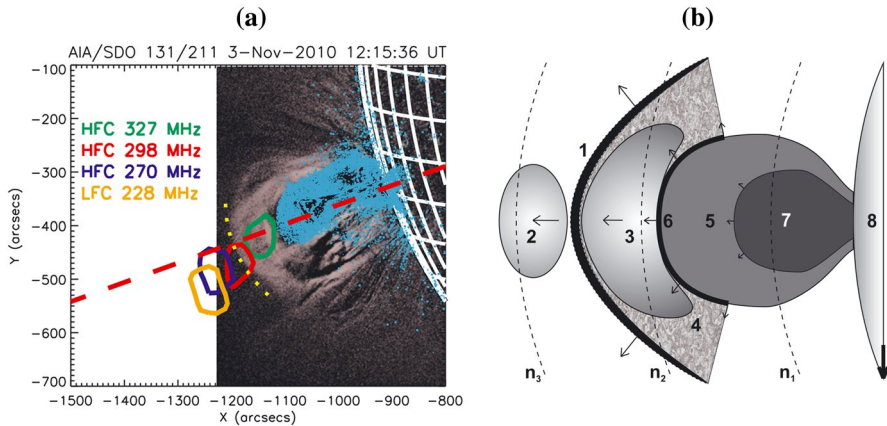 (a)
AIA/SDO 131/211 3-Nov-2010 12:15:36 UT
-100
-200
-300
-400
-500
-600
-700
Y (arcsecs)
HFC 327 MHz
HFC 298 MHz
HFC 270 MHz
LFC 228 MHz
-1500 -1400 -1300 -1200 -1100 -1000 -900 -800
X (arcsecs)
(b)
1
2 3 6 5 7 8
4
n3 n2 n1